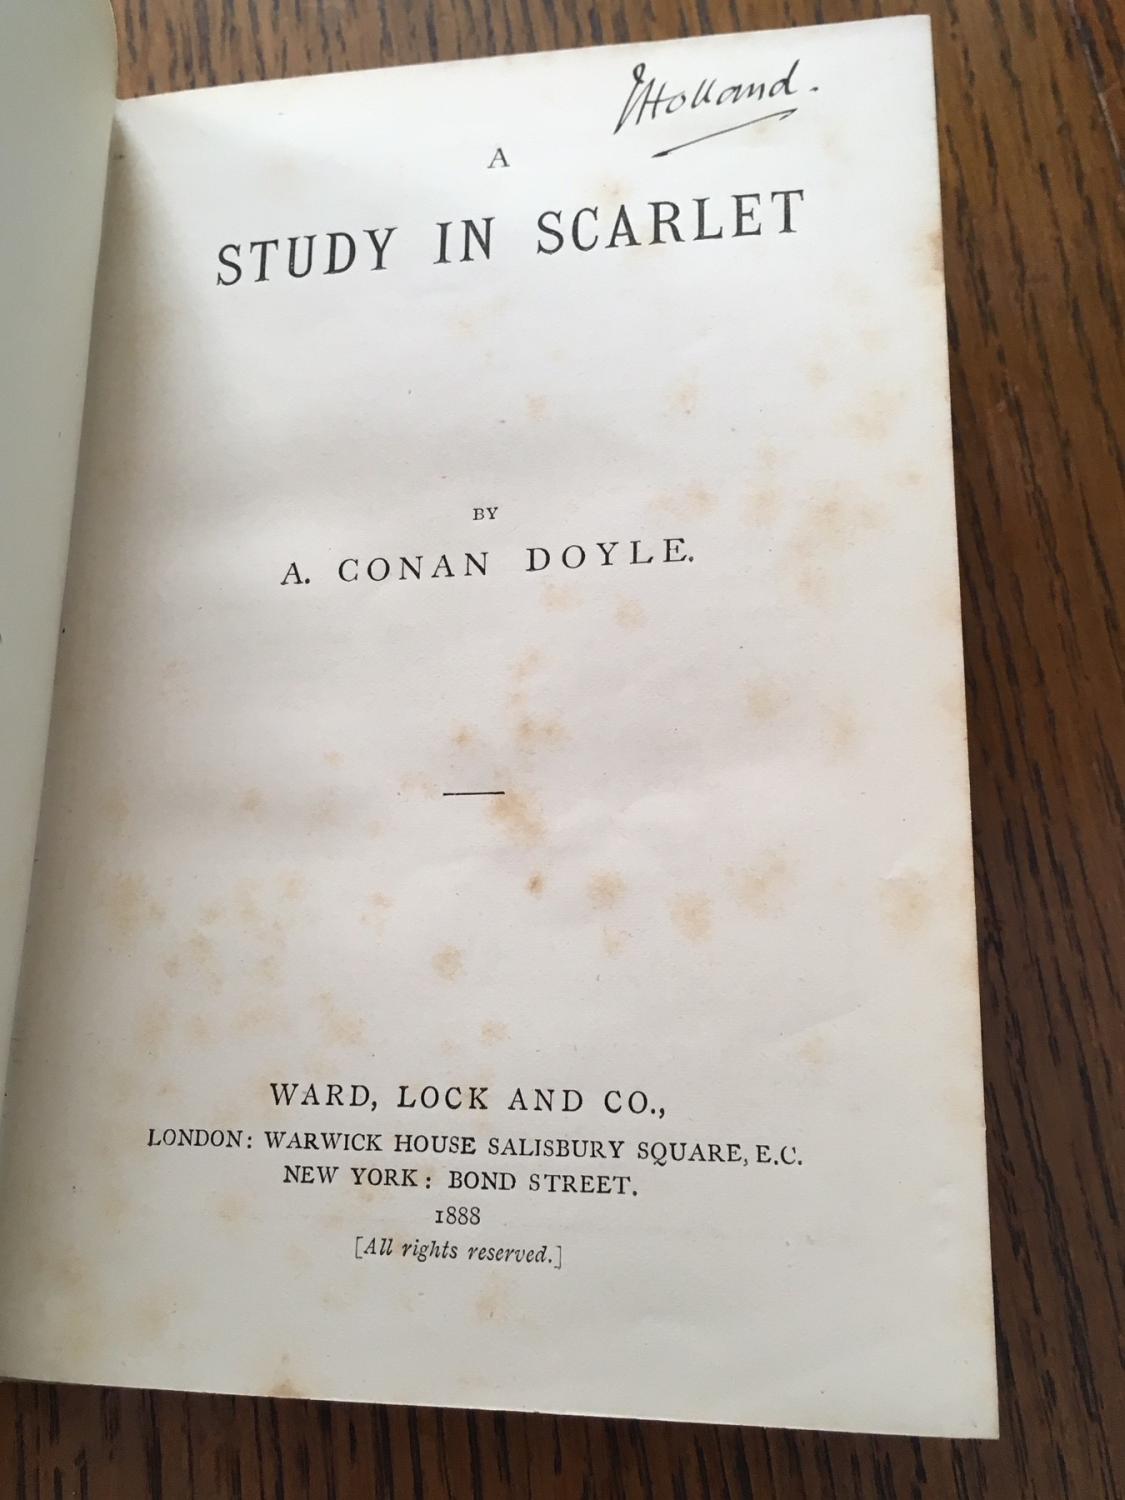 JHolland.
A
STUDY IN SCARLET
BY
A. CONAN DOYLE.
WARD, LOCK AND CO.,
LONDON: WARWICK HOUSE SALISBURY SQUARE, E.C.
NEW YORK: BOND STREET.
1888
[All rights reserved.]